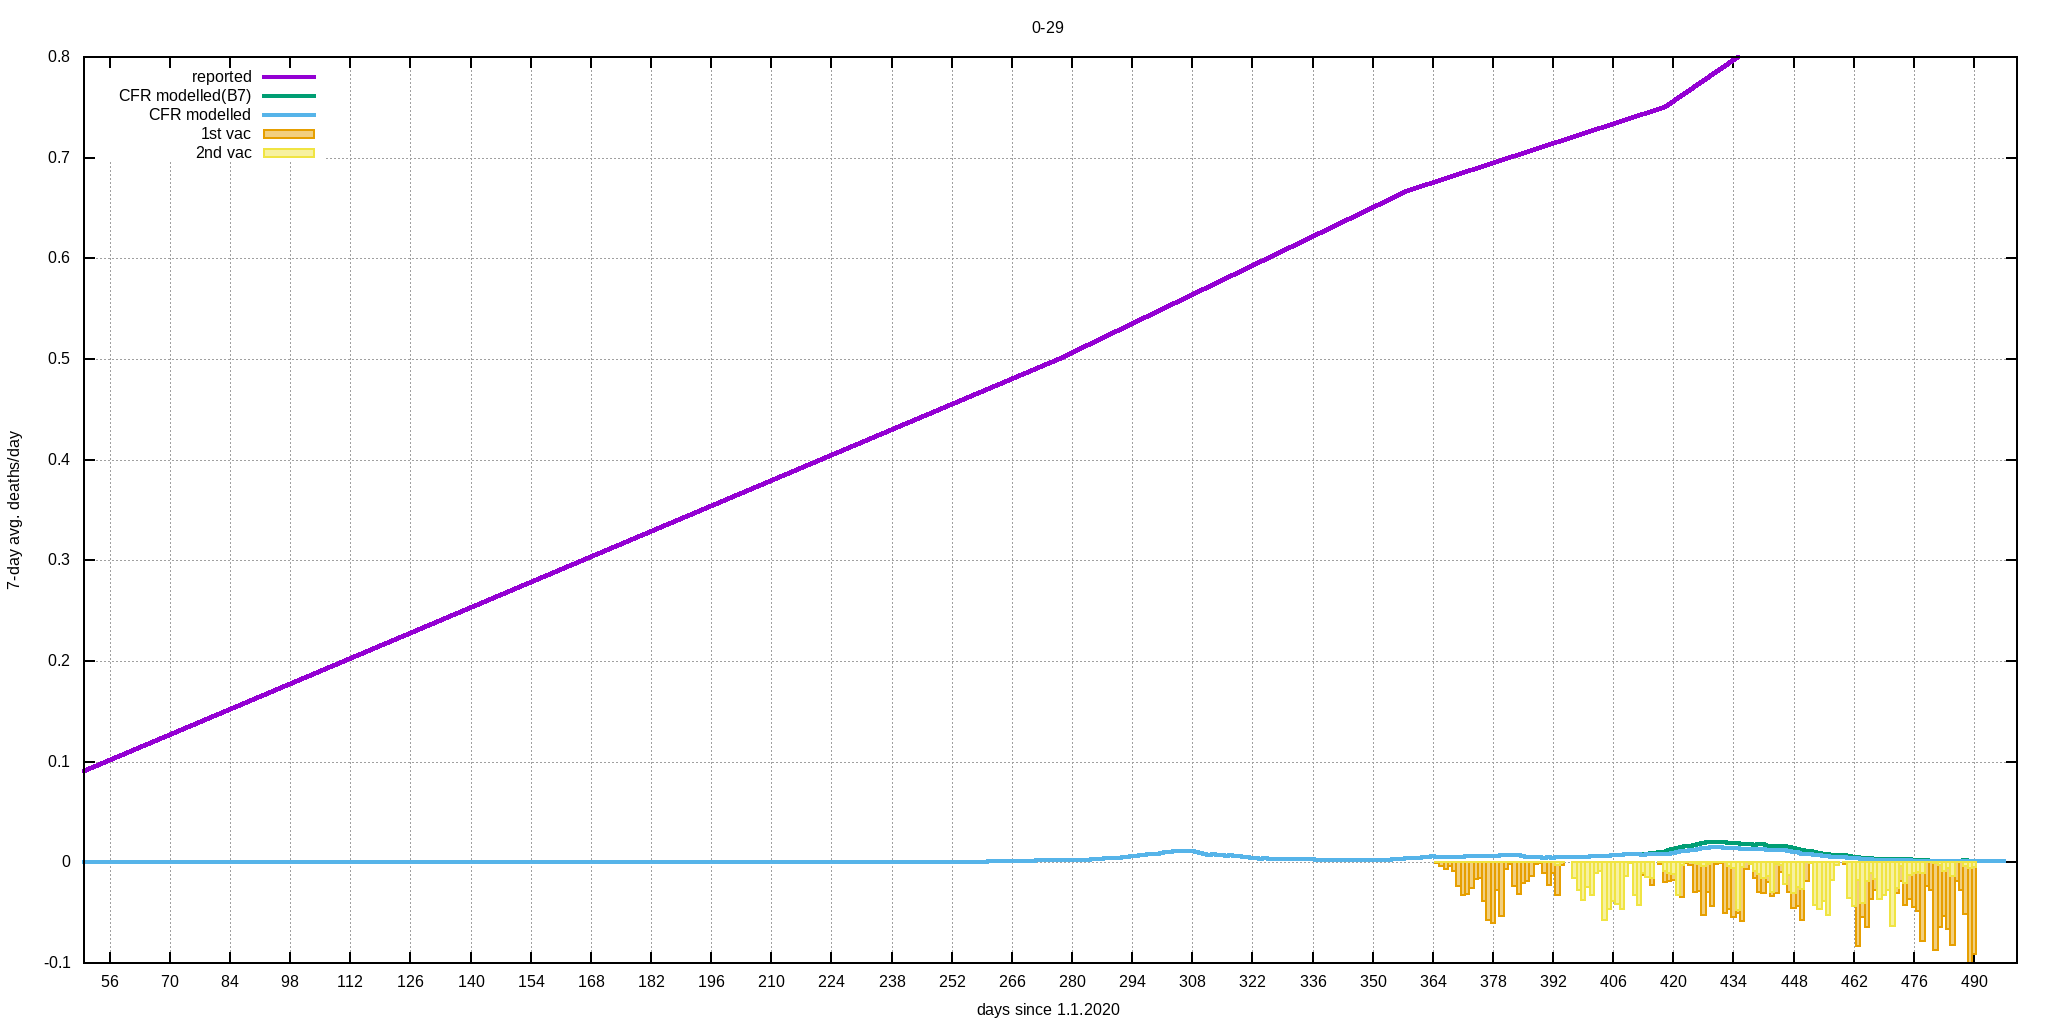 0-29
reported
CFR modelled(B7)
CFR modelled
1st vac
2nd vac
0.8
0.7
0.6
0.5
0.4
0.3
0.2
0.1
0
-0.1
7-day avg. deaths/day
56 70 84 98 112 126 140 154 168 182 196 210 224 238 252 266 280 294 308 322 336 350 364 378 392 406 420 434 448 462 476 490
days since 1.1.2020